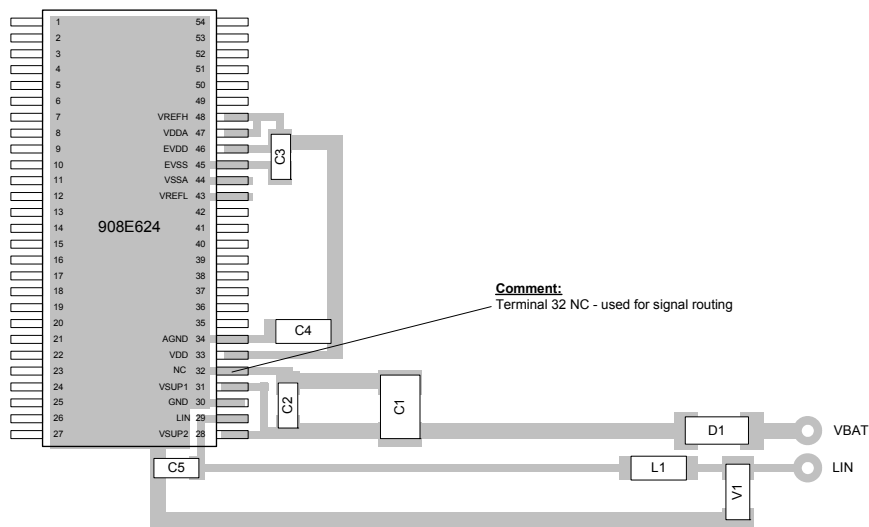 1 54
2 53
3 52
4 51
5 50
6 49
7 VREFH 48
8 VDDA 47
9 EVDD 46
10 EVSS 45
11 VSSA 44
12 VREFL 43
13 42
14 908E624 41
15 40
16 39
17 38
18 37
19 36
20 35
21 AGND 34
22 VDD 33
23 NC 32
24 VSUP1 31
25 GND 30
26 LIN 29
27 VSUP2 28
C3
Comment:
Terminal 32 NC - used for signal routing
C4
C2
C1
D1
VBAT
C5
L1
LIN
V1